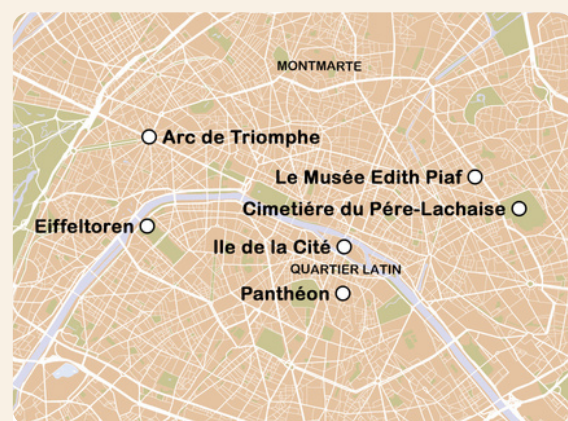 MONTMARTE
Arc de Triomphe
Le Musée Edith Piaf
Cimetiére du Pére-Lachaise
Eiffeltoren
Ile de la Cité
QUARTIER LATIN
Panthéon